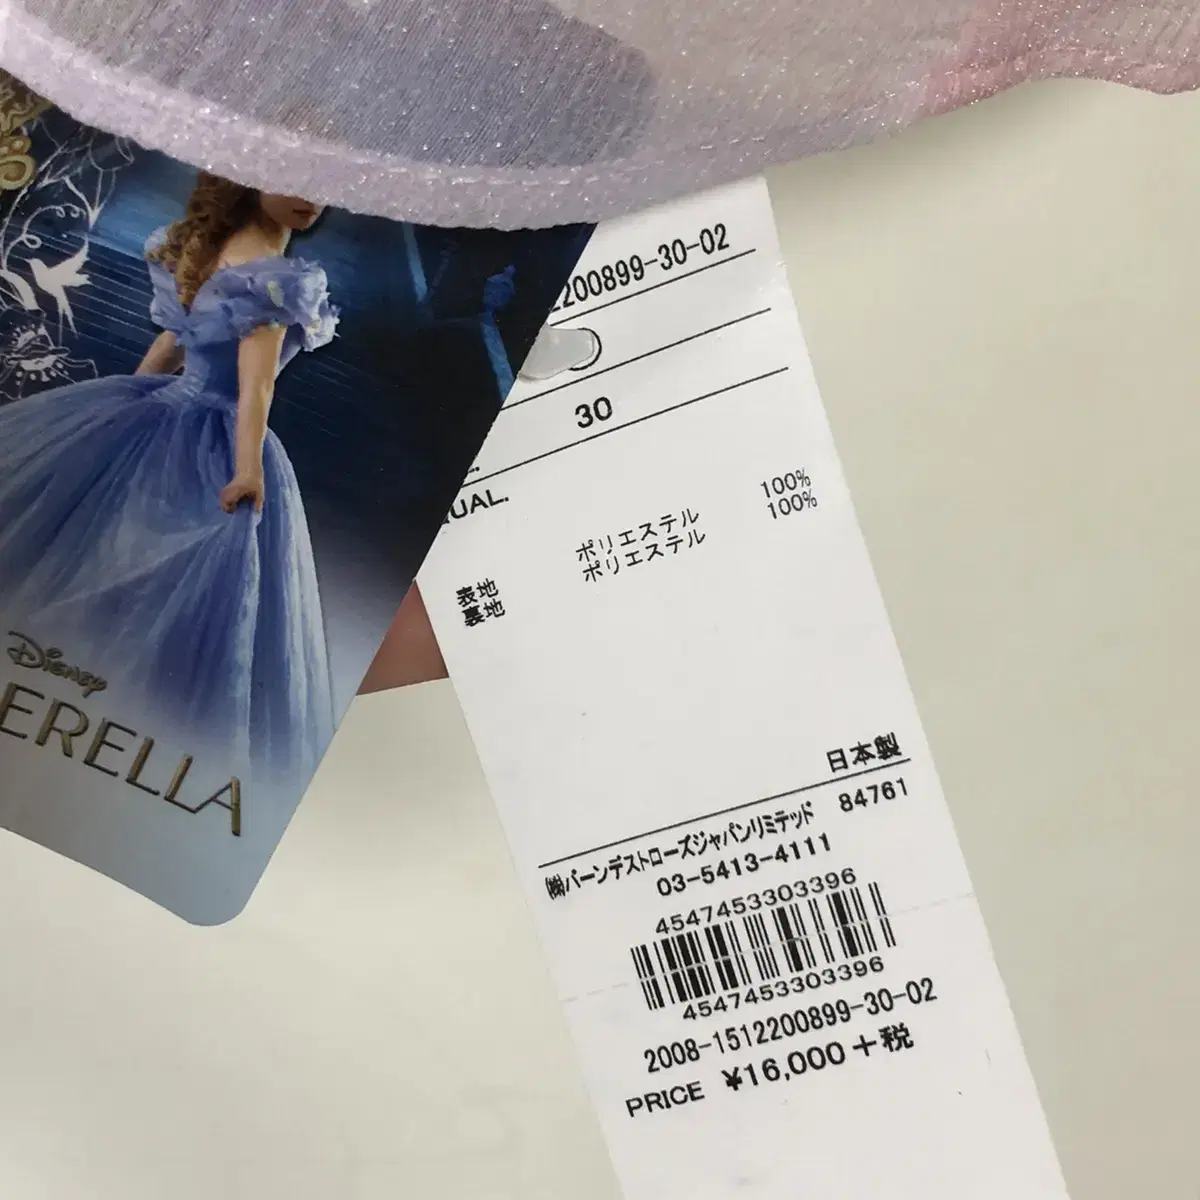 Disney
ERELLA
200899-30-02
30
UAL.
表地 ポリエステル 100%
裏地 ポリエステル 100%
日本製
84761
㈱バーンデストローズジャパンリミテッド
03-5413-4111
4547453303396
4547453303396
2008-1512200899-30-02
PRICE ¥16,000+税